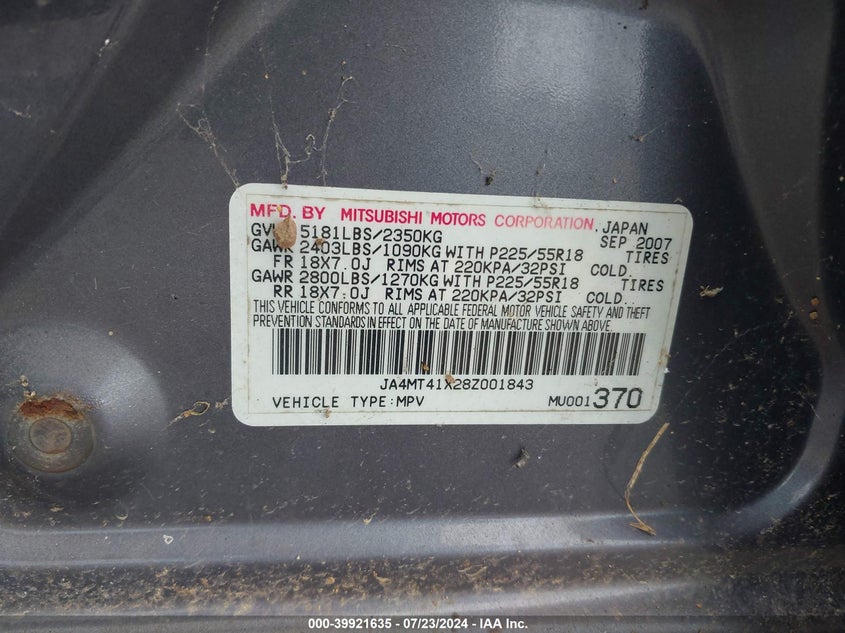 MFD. BY MITSUBISHI MOTORS CORPORATION, JAPAN
5181LBS/2350KG SEP 2007
GAWR 2403LBS/1090KG WITH P225/55R18 TIRES
FR 18X7.0J RIMS AT 220KPA/32PSI COLD.
GAWR 2800LBS/1270KG WITH P225/55R18 TIRES
RR 18X7.0J RIMS AT 220KPA/32PSI COLD.
THIS VEHICLE CONFORMS TO ALL APPLICABLE FEDERAL MOTOR VEHICLE SAFETY AND THEFT
PREVENTION STANDARDS IN EFFECT ON THE DATE OF MANUFACTURE SHOWN ABOVE.
JA4MT41X28Z001843
VEHICLE TYPE:MPV MU001370
000-39921635 - 07/23/2024 - IAA Inc.